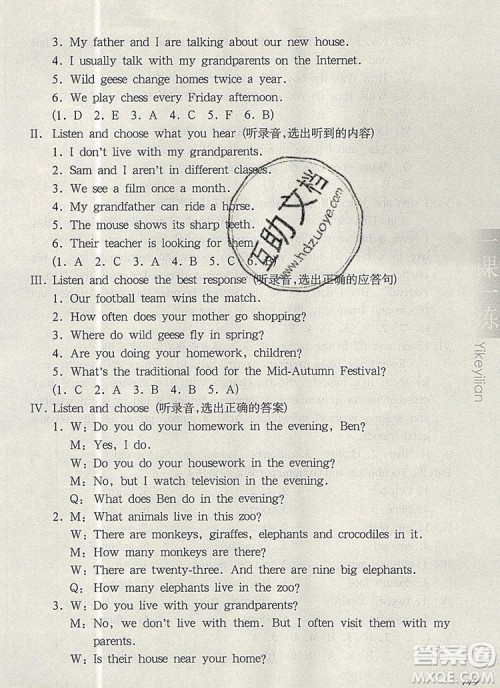 3. My father and I are talking about our new house.
4. I usually talk with my grandparents on the Internet.
5. Wild geese change homes twice a year.
6. We play chess every Friday afternoon.
(1. D 2. E 3. A 4. C 5. F 6. B)
II. Listen and choose what you hear (听录音,选出听到的内容)
1. I don't live with my grandparents.
2. Sam and I aren't in different classes.
3. We see a film once a month.
4. My grandfather can ride a horse.
5. The mouse shows its sharp teeth.
6. Their teacher is looking for them.
(1. A 2. A 3. B 4. C 5. C 6. B)
III. Listen and choose the best response (听录音,选出正确的应答句)
1. Our football team wins the match.
2. How often does your mother go shopping?
3. Where do wild geese fly in spring?
4. Are you doing your homework, children?
5. What's the traditional food for the Mid-Autumn Festival?
(1. C 2. A 3. B 4. B 5. A)
IV. Listen and choose (听录音,选出正确的答案)
1. W: Do you do your homework in the evening, Ben?
M: Yes, I do.
W: Do you do your housework in the evening?
M: No, but I watch television in the evening.
Q: What does Ben do in the evening?
2. M: What animals live in this zoo?
W: There are monkeys, giraffes, elephants and crocodiles in it.
M: How many monkeys are there?
W: There are twenty-three. And there are nine big elephants.
Q: How many elephants live in the zoo?
3. W: Do you live with your grandparents?
M: No, we don't live with them. But I often visit them with my
parents.
W: Is their house near your home?
互助文档
www.hdzuoye.com
课一练
Yikeyilian